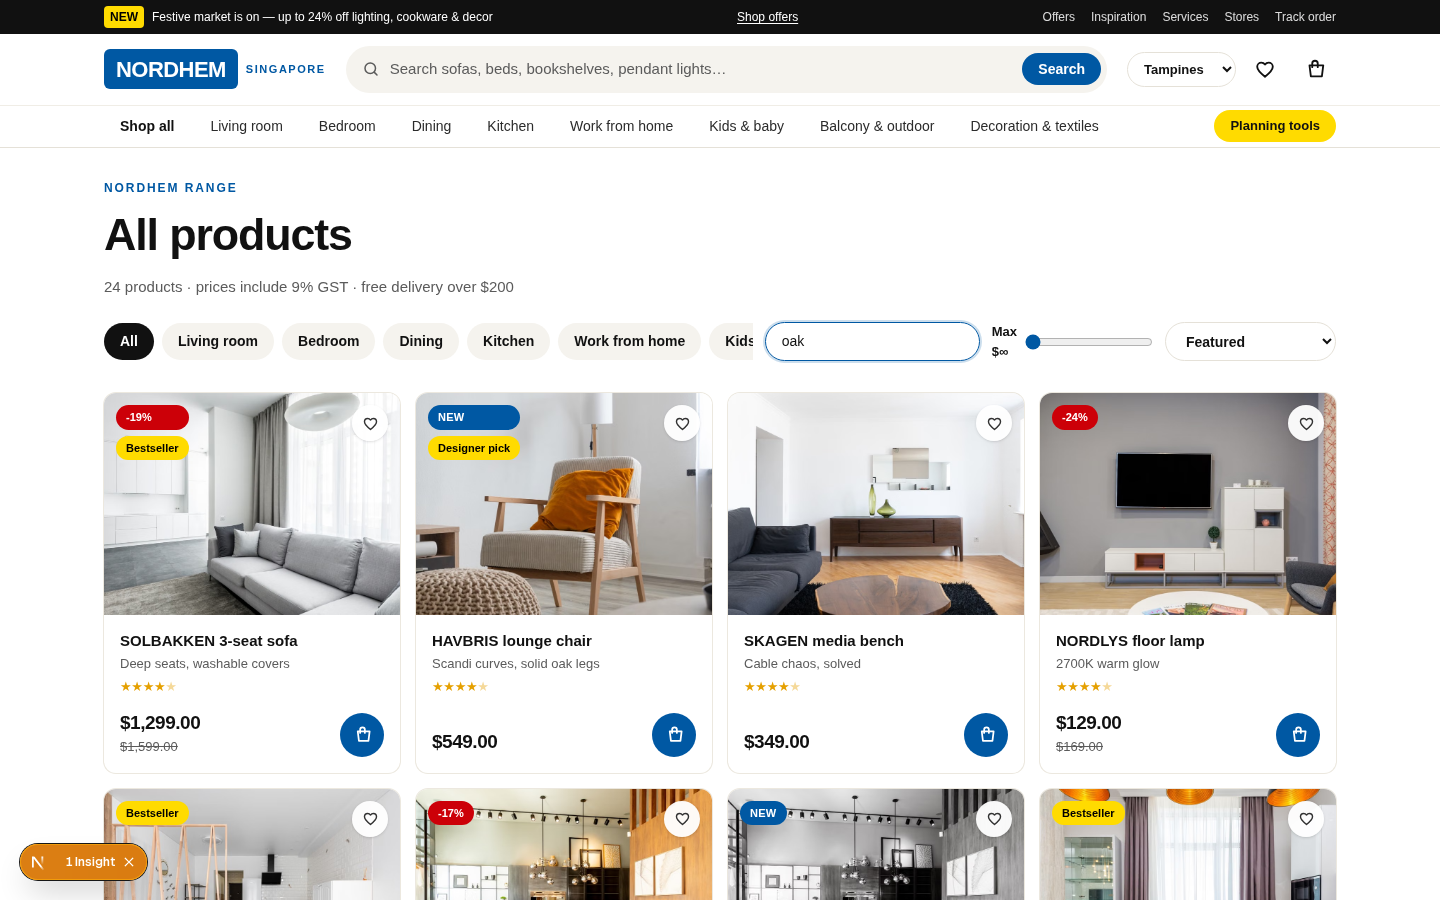 NEW Festive market is on — up to 24% off lighting, cookware & decor Shop offers Offers Inspiration Services Stores Track order
NORDHEM SINGAPORE Search sofas, beds, bookshelves, pendant lights… Search Tampines
Shop all Living room Bedroom Dining Kitchen Work from home Kids & baby Balcony & outdoor Decoration & textiles Planning tools
NORDHEM RANGE
All products
24 products · prices include 9% GST · free delivery over $200
All Living room Bedroom Dining Kitchen Work from home Kids oak Max $∞ Featured
-19% NEW -24%
Bestseller Designer pick
SOLBAKKEN 3-seat sofa HAVBRIS lounge chair SKAGEN media bench NORDLYS floor lamp
Deep seats, washable covers Scandi curves, solid oak legs Cable chaos, solved 2700K warm glow
★★★★★ ★★★★★ ★★★★★ ★★★★★
$1,299.00 $549.00 $349.00 $129.00
$1,599.00 $169.00
Bestseller -17% NEW Bestseller
1 Insight